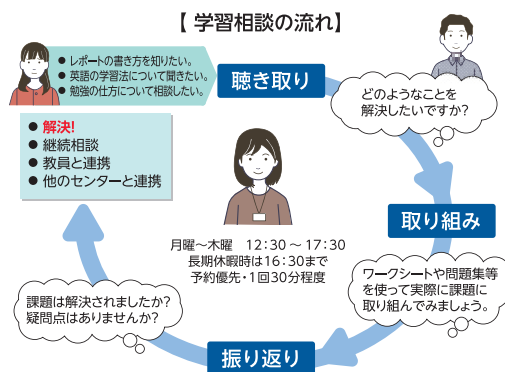 【 学習相談の流れ】
● レポートの書き方を知りたい。
● 英語の学習法について聞きたい。
● 勉強の仕方について相談したい。
聴き取り
どのようなことを
解決したいですか?
● 解決!
● 継続相談
● 教員と連携
● 他のセンターと連携
取り組み
月曜～木曜　12:30 ～ 17:30
長期休暇時は16:30まで
予約優先・1回30分程度
ワークシートや問題集等
を使って実際に課題に
取り組んでみましょう。
課題は解決されましたか?
疑問点はありませんか?
振り返り